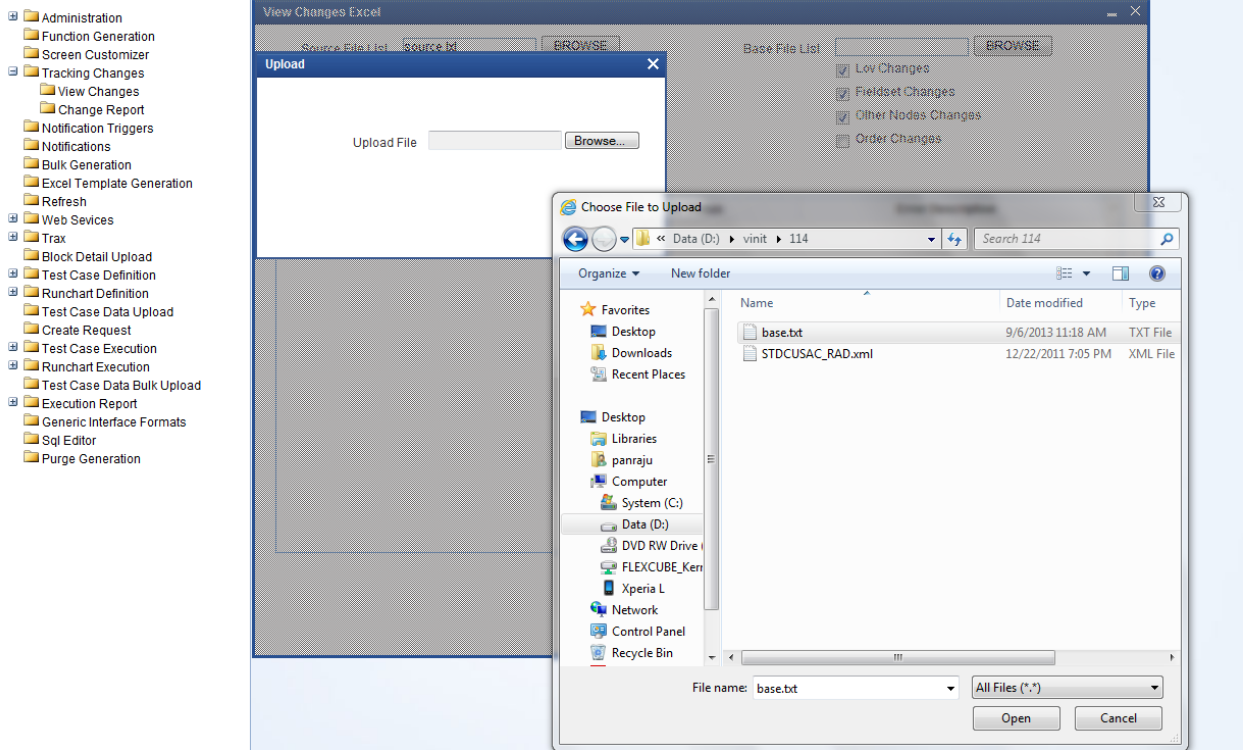 Administration
Function Generation
Screen Customizer
Tracking Changes
View Changes
Change Report
Notification Triggers
Notifications
Bulk Generation
Excel Template Generation
Refresh
Web Sevices
Trax
Block Detail Upload
Test Case Definition
Runchart Definition
Test Case Data Upload
Create Request
Test Case Execution
Runchart Execution
Test Case Data Bulk Upload
Execution Report
Generic Interface Formats
Sql Editor
Purge Generation
View Changes Excel
Source File List source.txt BROWSE Base File List BROWSE
Lov Changes
Fieldset Changes
Other Nodes Changes
Order Changes
Upload
Upload File Browse...
Choose File to Upload
Error Description
« Data (D:) vinit 114 Search 114
Organize New folder
Favorites
Desktop
Downloads
Recent Places
Desktop
Libraries
panraju
Computer
System (C:)
Data (D:)
DVD RW Drive
FLEXCUBE_Kerr
Xperia L
Network
Control Panel
Recycle Bin
Name Date modified Type
base.txt 9/6/2013 11:18 AM TXT File
STDCUSAC_RAD.xml 12/22/2011 7:05 PM XML File
File name: base.txt All Files (*.*)
Open Cancel